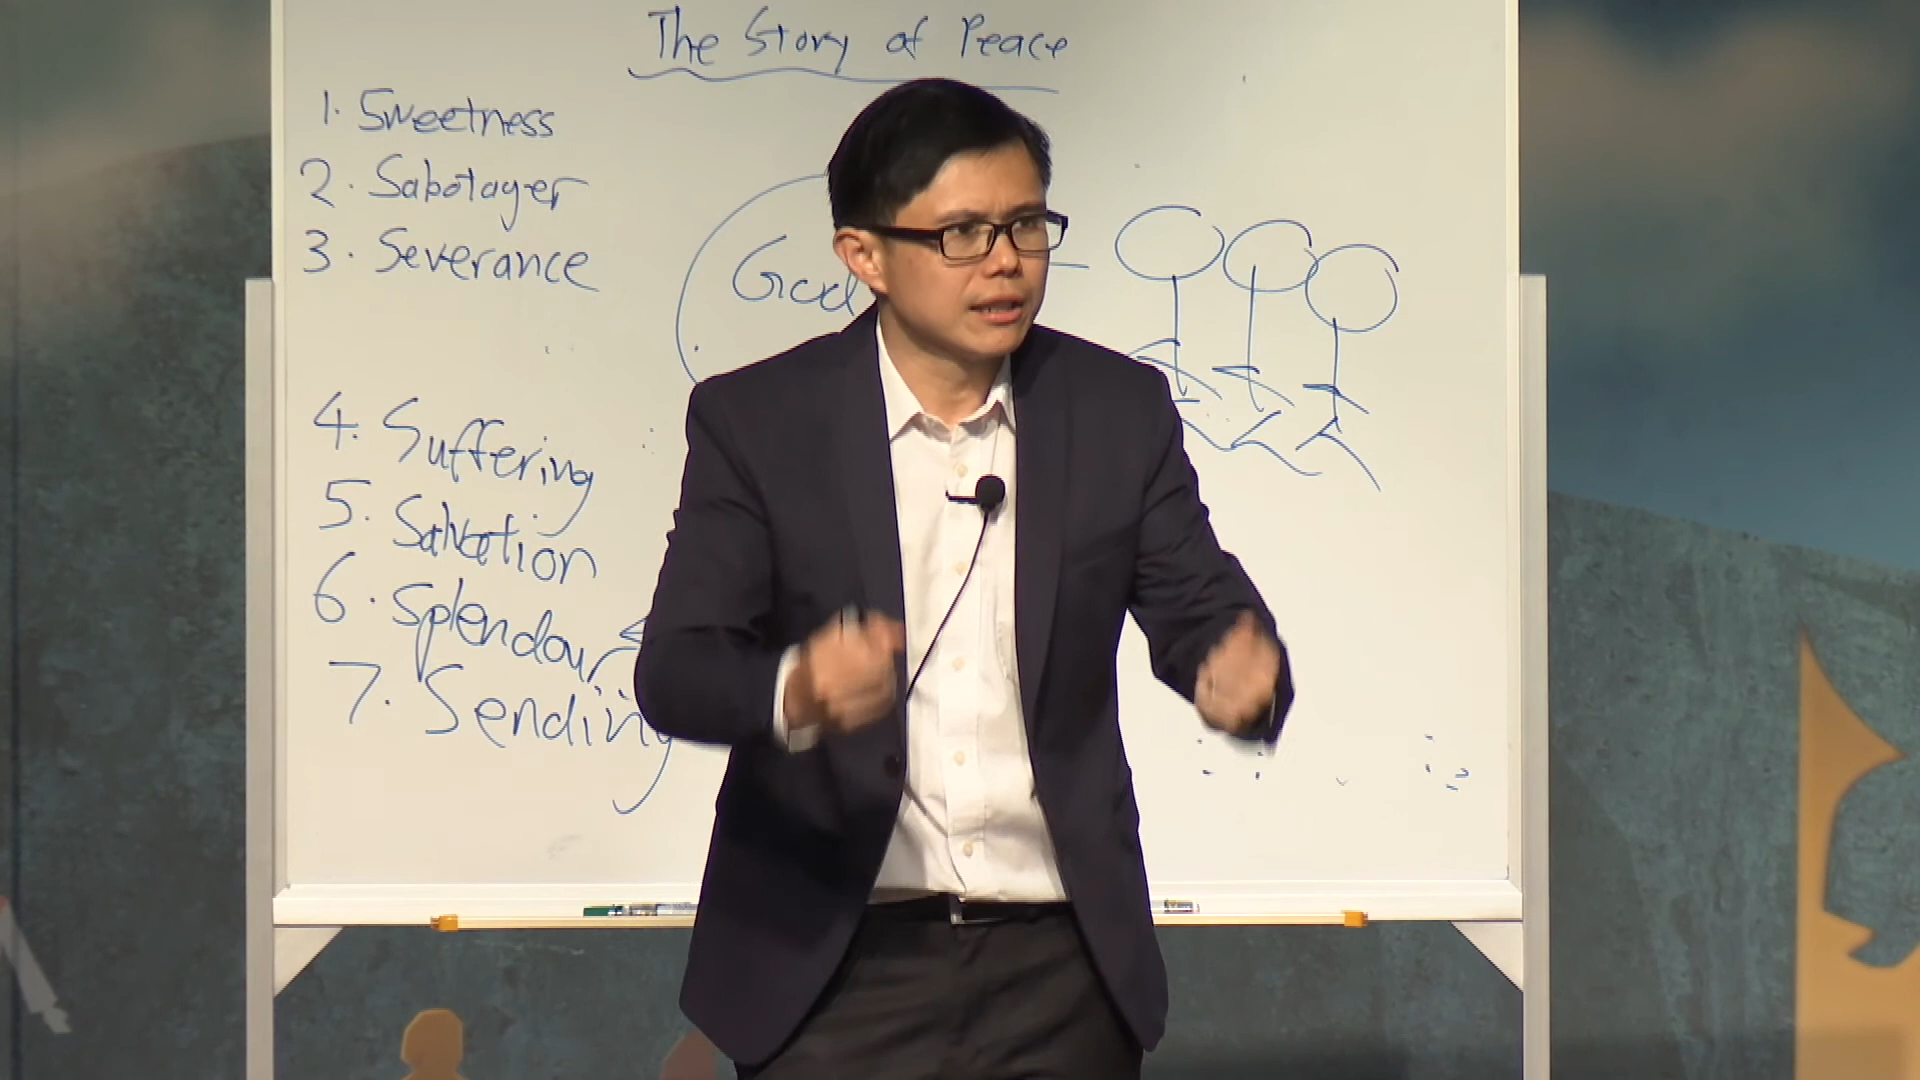 The Story of Peace
1. Sweetness
2. Sabotager
3. Severance
God
4. Suffering
5. Salvation
6. Splendour
7. Sending